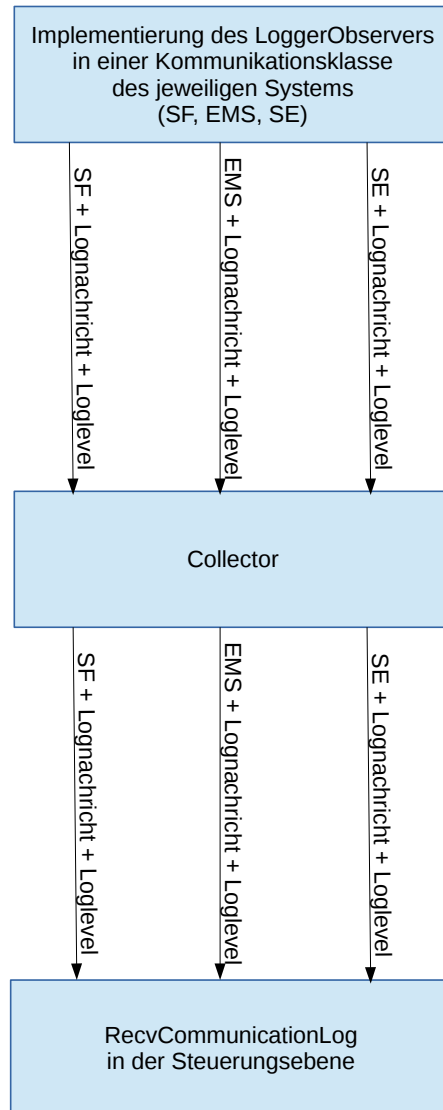 Implementierung des LoggerObservers
in einer Kommunikationsklasse
des jeweiligen Systems
(SF, EMS, SE)
SF + Lognachricht + Loglevel
EMS + Lognachricht + Loglevel
SE + Lognachricht + Loglevel
Collector
SF + Lognachricht + Loglevel
EMS + Lognachricht + Loglevel
SE + Lognachricht + Loglevel
RecvCommunicationLog
in der Steuerungsebene